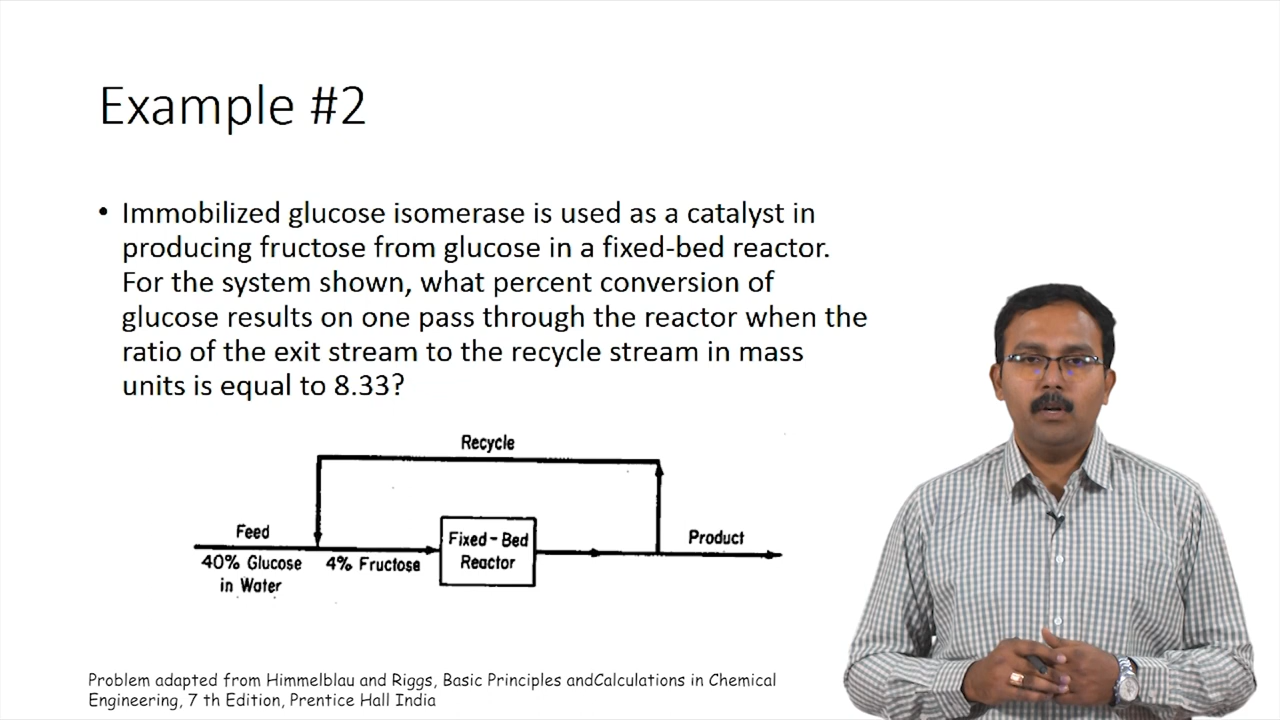 Example #2
• Immobilized glucose isomerase is used as a catalyst in
producing fructose from glucose in a fixed-bed reactor.
For the system shown, what percent conversion of
glucose results on one pass through the reactor when the
ratio of the exit stream to the recycle stream in mass
units is equal to 8.33?
Recycle
Feed
40% Glucose
in Water
4% Fructose
Fixed-Bed
Reactor
Product
Problem adapted from Himmelblau and Riggs, Basic Principles andCalculations in Chemical
Engineering, 7 th Edition, Prentice Hall India